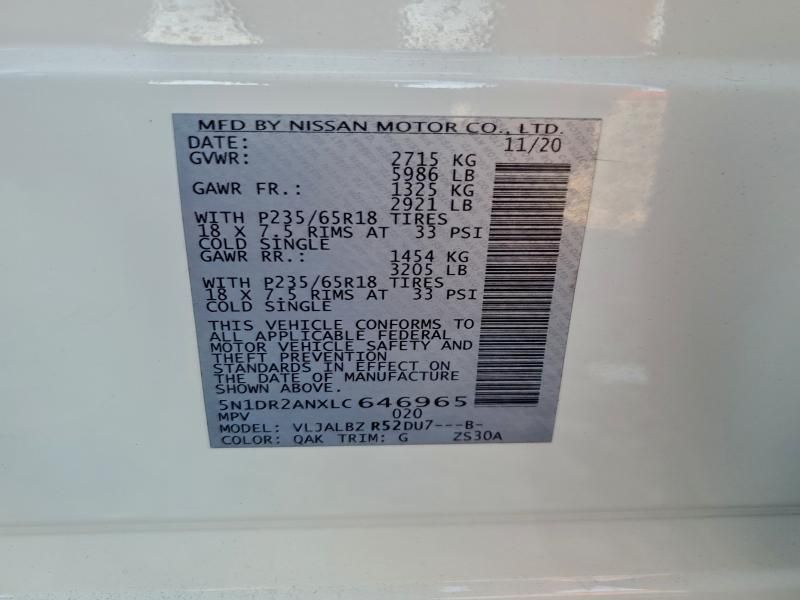 MFD BY NISSAN MOTOR CO., LTD.
DATE: 11/20
GVWR: 2715 KG
5986 LB
GAWR FR.: 1325 KG
2921 LB
WITH P235/65R18 TIRES
18 X 7.5 RIMS AT 33 PSI
COLD SINGLE
GAWR RR.: 1454 KG
3205 LB
WITH P235/65R18 TIRES
18 X 7.5 RIMS AT 33 PSI
COLD SINGLE
THIS VEHICLE CONFORMS TO
ALL APPLICABLE FEDERAL
MOTOR VEHICLE SAFETY AND
THEFT PREVENTION
STANDARDS IN EFFECT ON
THE DATE OF MANUFACTURE
SHOWN ABOVE.
5N1DR2ANXLC646965
MPV 020
MODEL: VLJALBZ R52DU7---B-
COLOR: QAK TRIM: G ZS30A